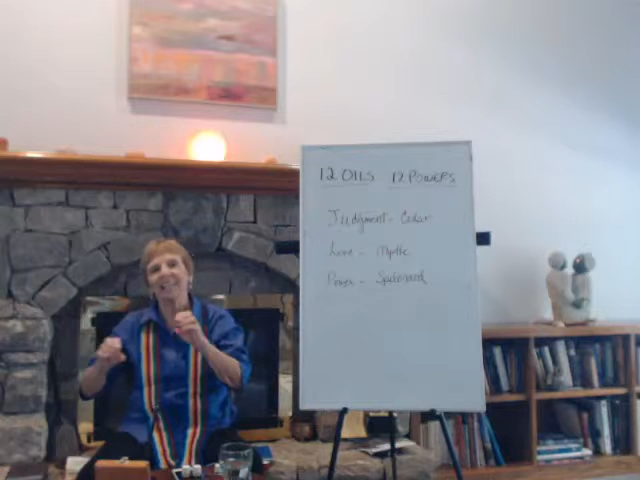 12 OILS 12 POWERS
Judgment - Cedar
Love - Myrtle
Power - Spikenard